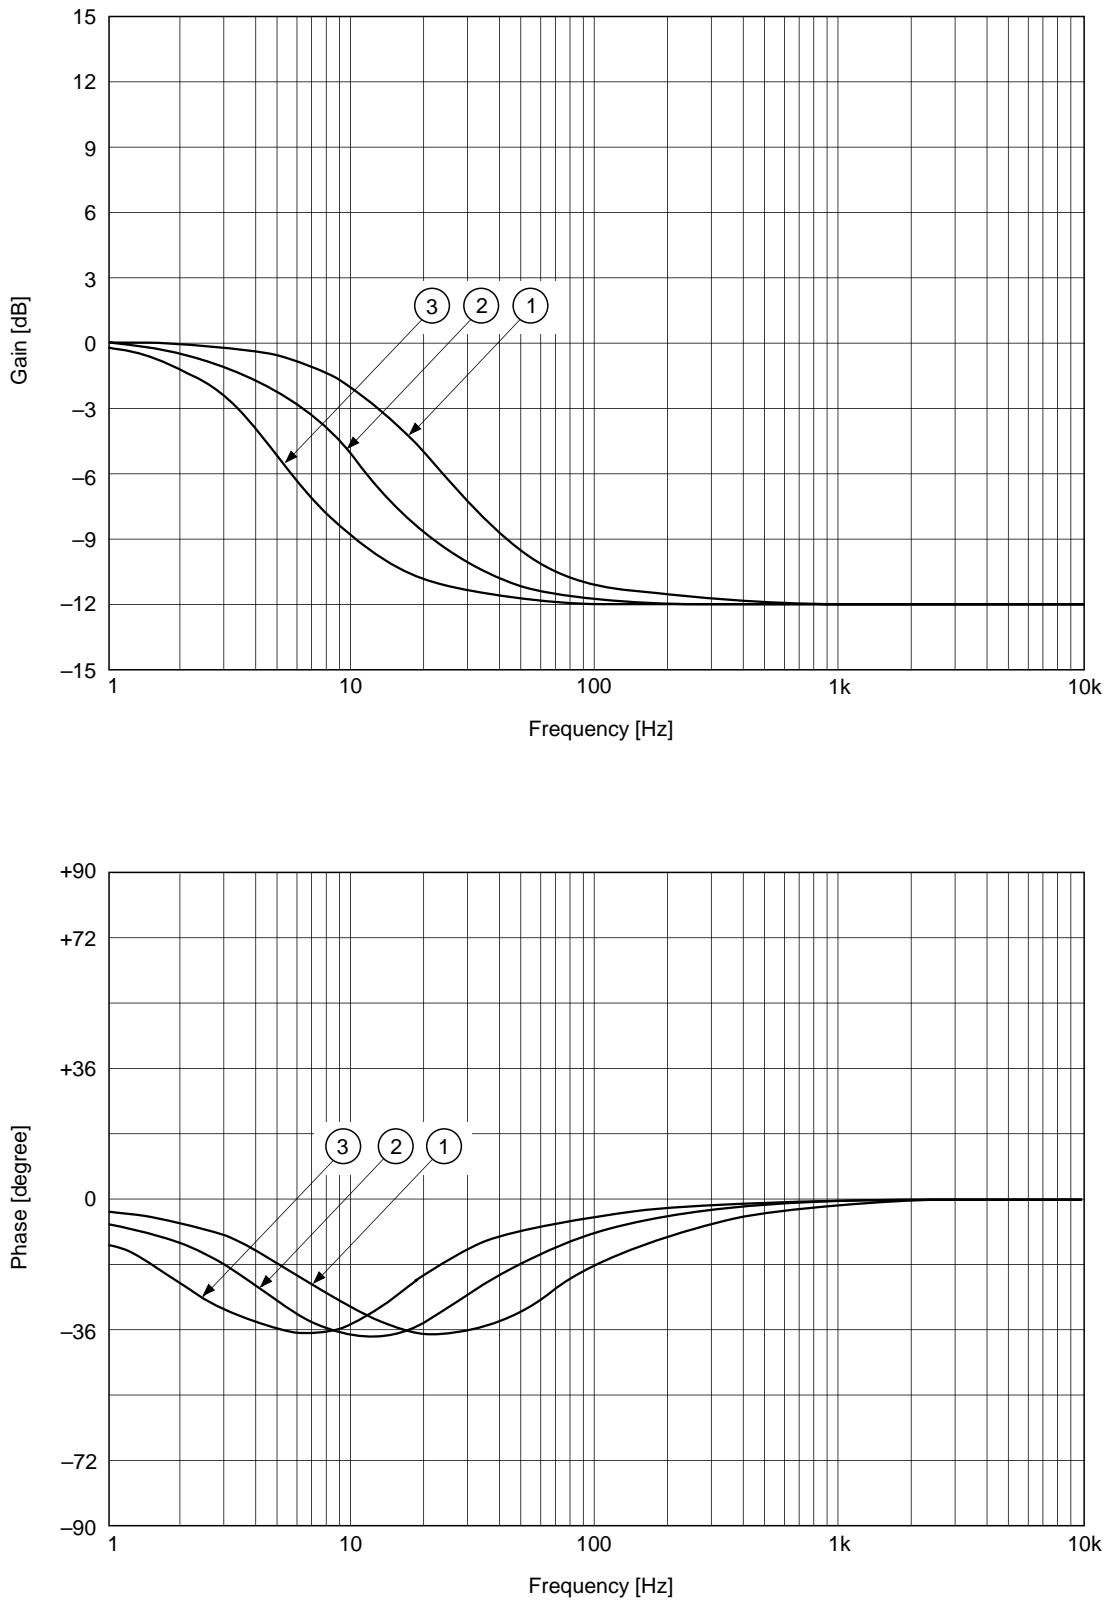 15
12
9
6
3
0
–3
–6
–9
–12
–15
Gain [dB]
3 2 1
1 10 100 1k 10k
Frequency [Hz]
+90
+72
+36
0
–36
–72
–90
Phase [degree]
3 2 1
1 10 100 1k 10k
Frequency [Hz]